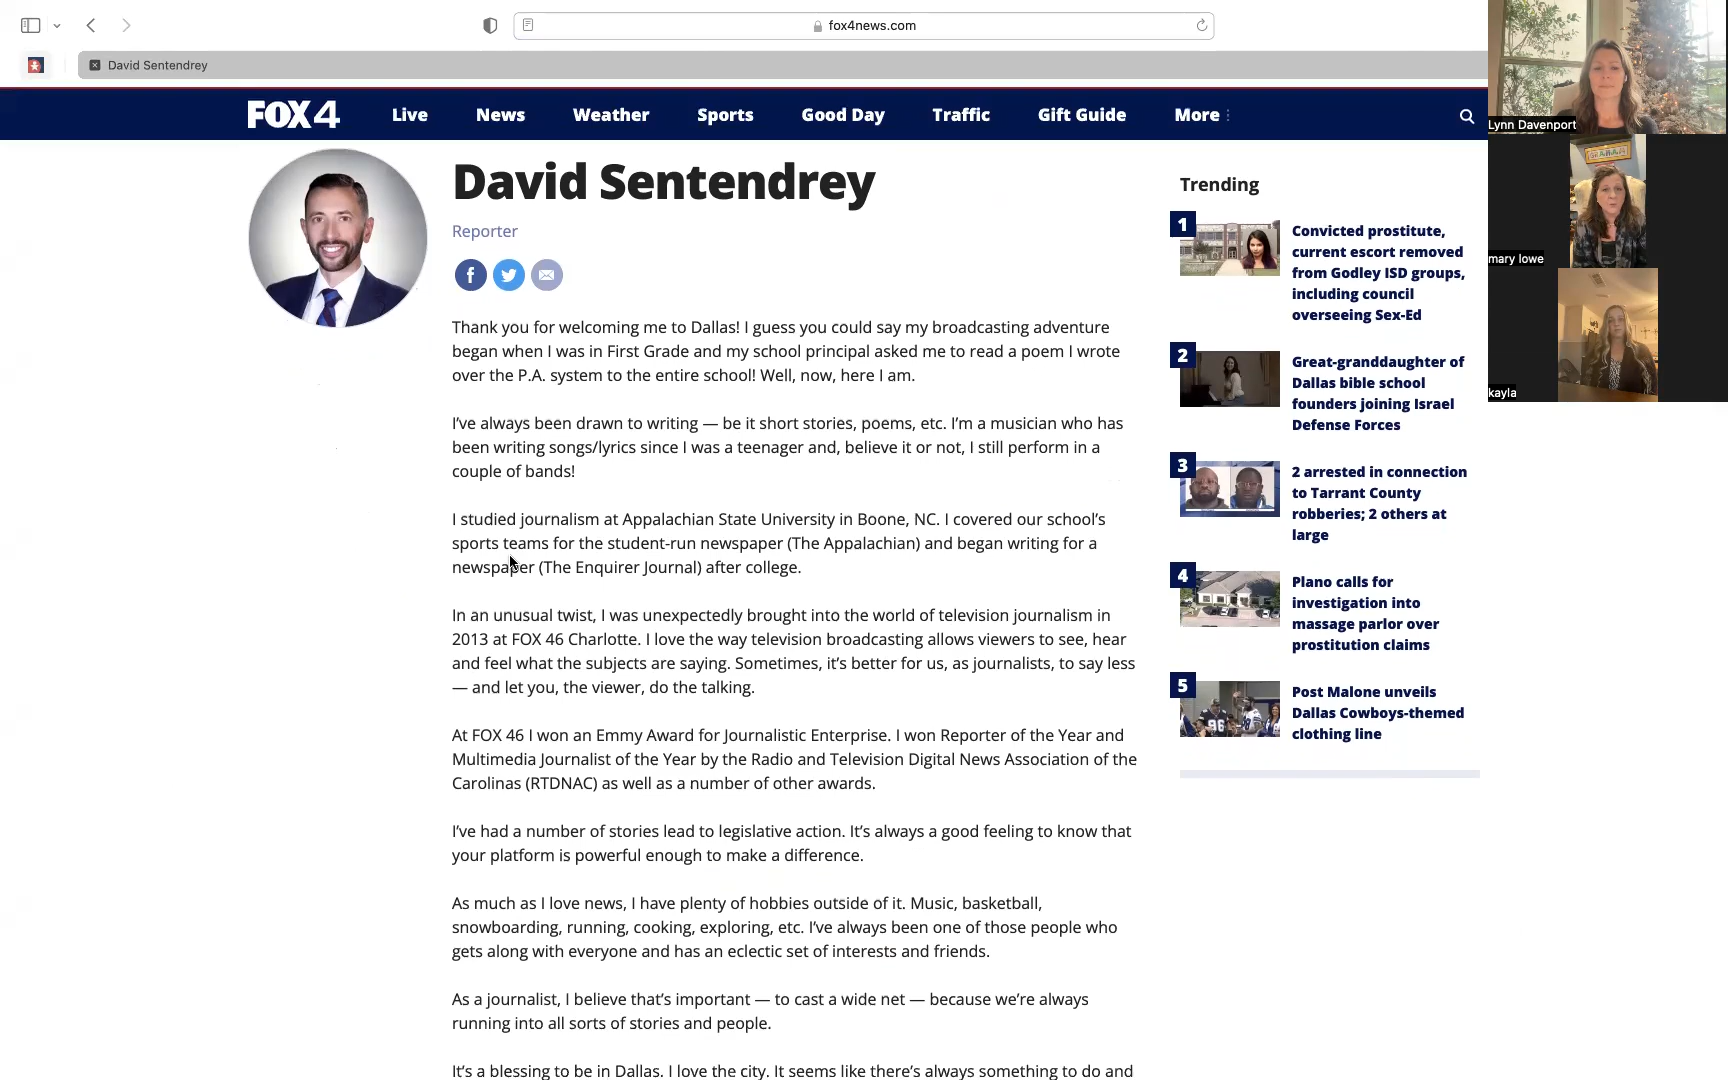 fox4news.com
David Sentendrey
FOX 4
Live
News
Weather
Sports
Good Day
Traffic
Gift Guide
More
David Sentendrey
Reporter
Thank you for welcoming me to Dallas! I guess you could say my broadcasting adventure
began when I was in First Grade and my school principal asked me to read a poem I wrote
over the P.A. system to the entire school! Well, now, here I am.
I've always been drawn to writing — be it short stories, poems, etc. I'm a musician who has
been writing songs/lyrics since I was a teenager and, believe it or not, I still perform in a
couple of bands!
I studied journalism at Appalachian State University in Boone, NC. I covered our school's
sports teams for the student-run newspaper (The Appalachian) and began writing for a
newspaper (The Enquirer Journal) after college.
In an unusual twist, I was unexpectedly brought into the world of television journalism in
2013 at FOX 46 Charlotte. I love the way television broadcasting allows viewers to see, hear
and feel what the subjects are saying. Sometimes, it's better for us, as journalists, to say less
— and let you, the viewer, do the talking.
At FOX 46 I won an Emmy Award for Journalistic Enterprise. I won Reporter of the Year and
Multimedia Journalist of the Year by the Radio and Television Digital News Association of the
Carolinas (RTDNAC) as well as a number of other awards.
I've had a number of stories lead to legislative action. It's always a good feeling to know that
your platform is powerful enough to make a difference.
As much as I love news, I have plenty of hobbies outside of it. Music, basketball,
snowboarding, running, cooking, exploring, etc. I've always been one of those people who
gets along with everyone and has an eclectic set of interests and friends.
As a journalist, I believe that's important — to cast a wide net — because we're always
running into all sorts of stories and people.
It's a blessing to be in Dallas. I love the city. It seems like there's always something to do and
Trending
1
Convicted prostitute,
current escort removed
from Godley ISD groups,
including council
overseeing Sex-Ed
2
Great-granddaughter of
Dallas bible school
founders joining Israel
Defense Forces
3
2 arrested in connection
to Tarrant County
robberies; 2 others at
large
4
Plano calls for
investigation into
massage parlor over
prostitution claims
5
Post Malone unveils
Dallas Cowboys-themed
clothing line
Lynn Davenport
mary lowe
kayla